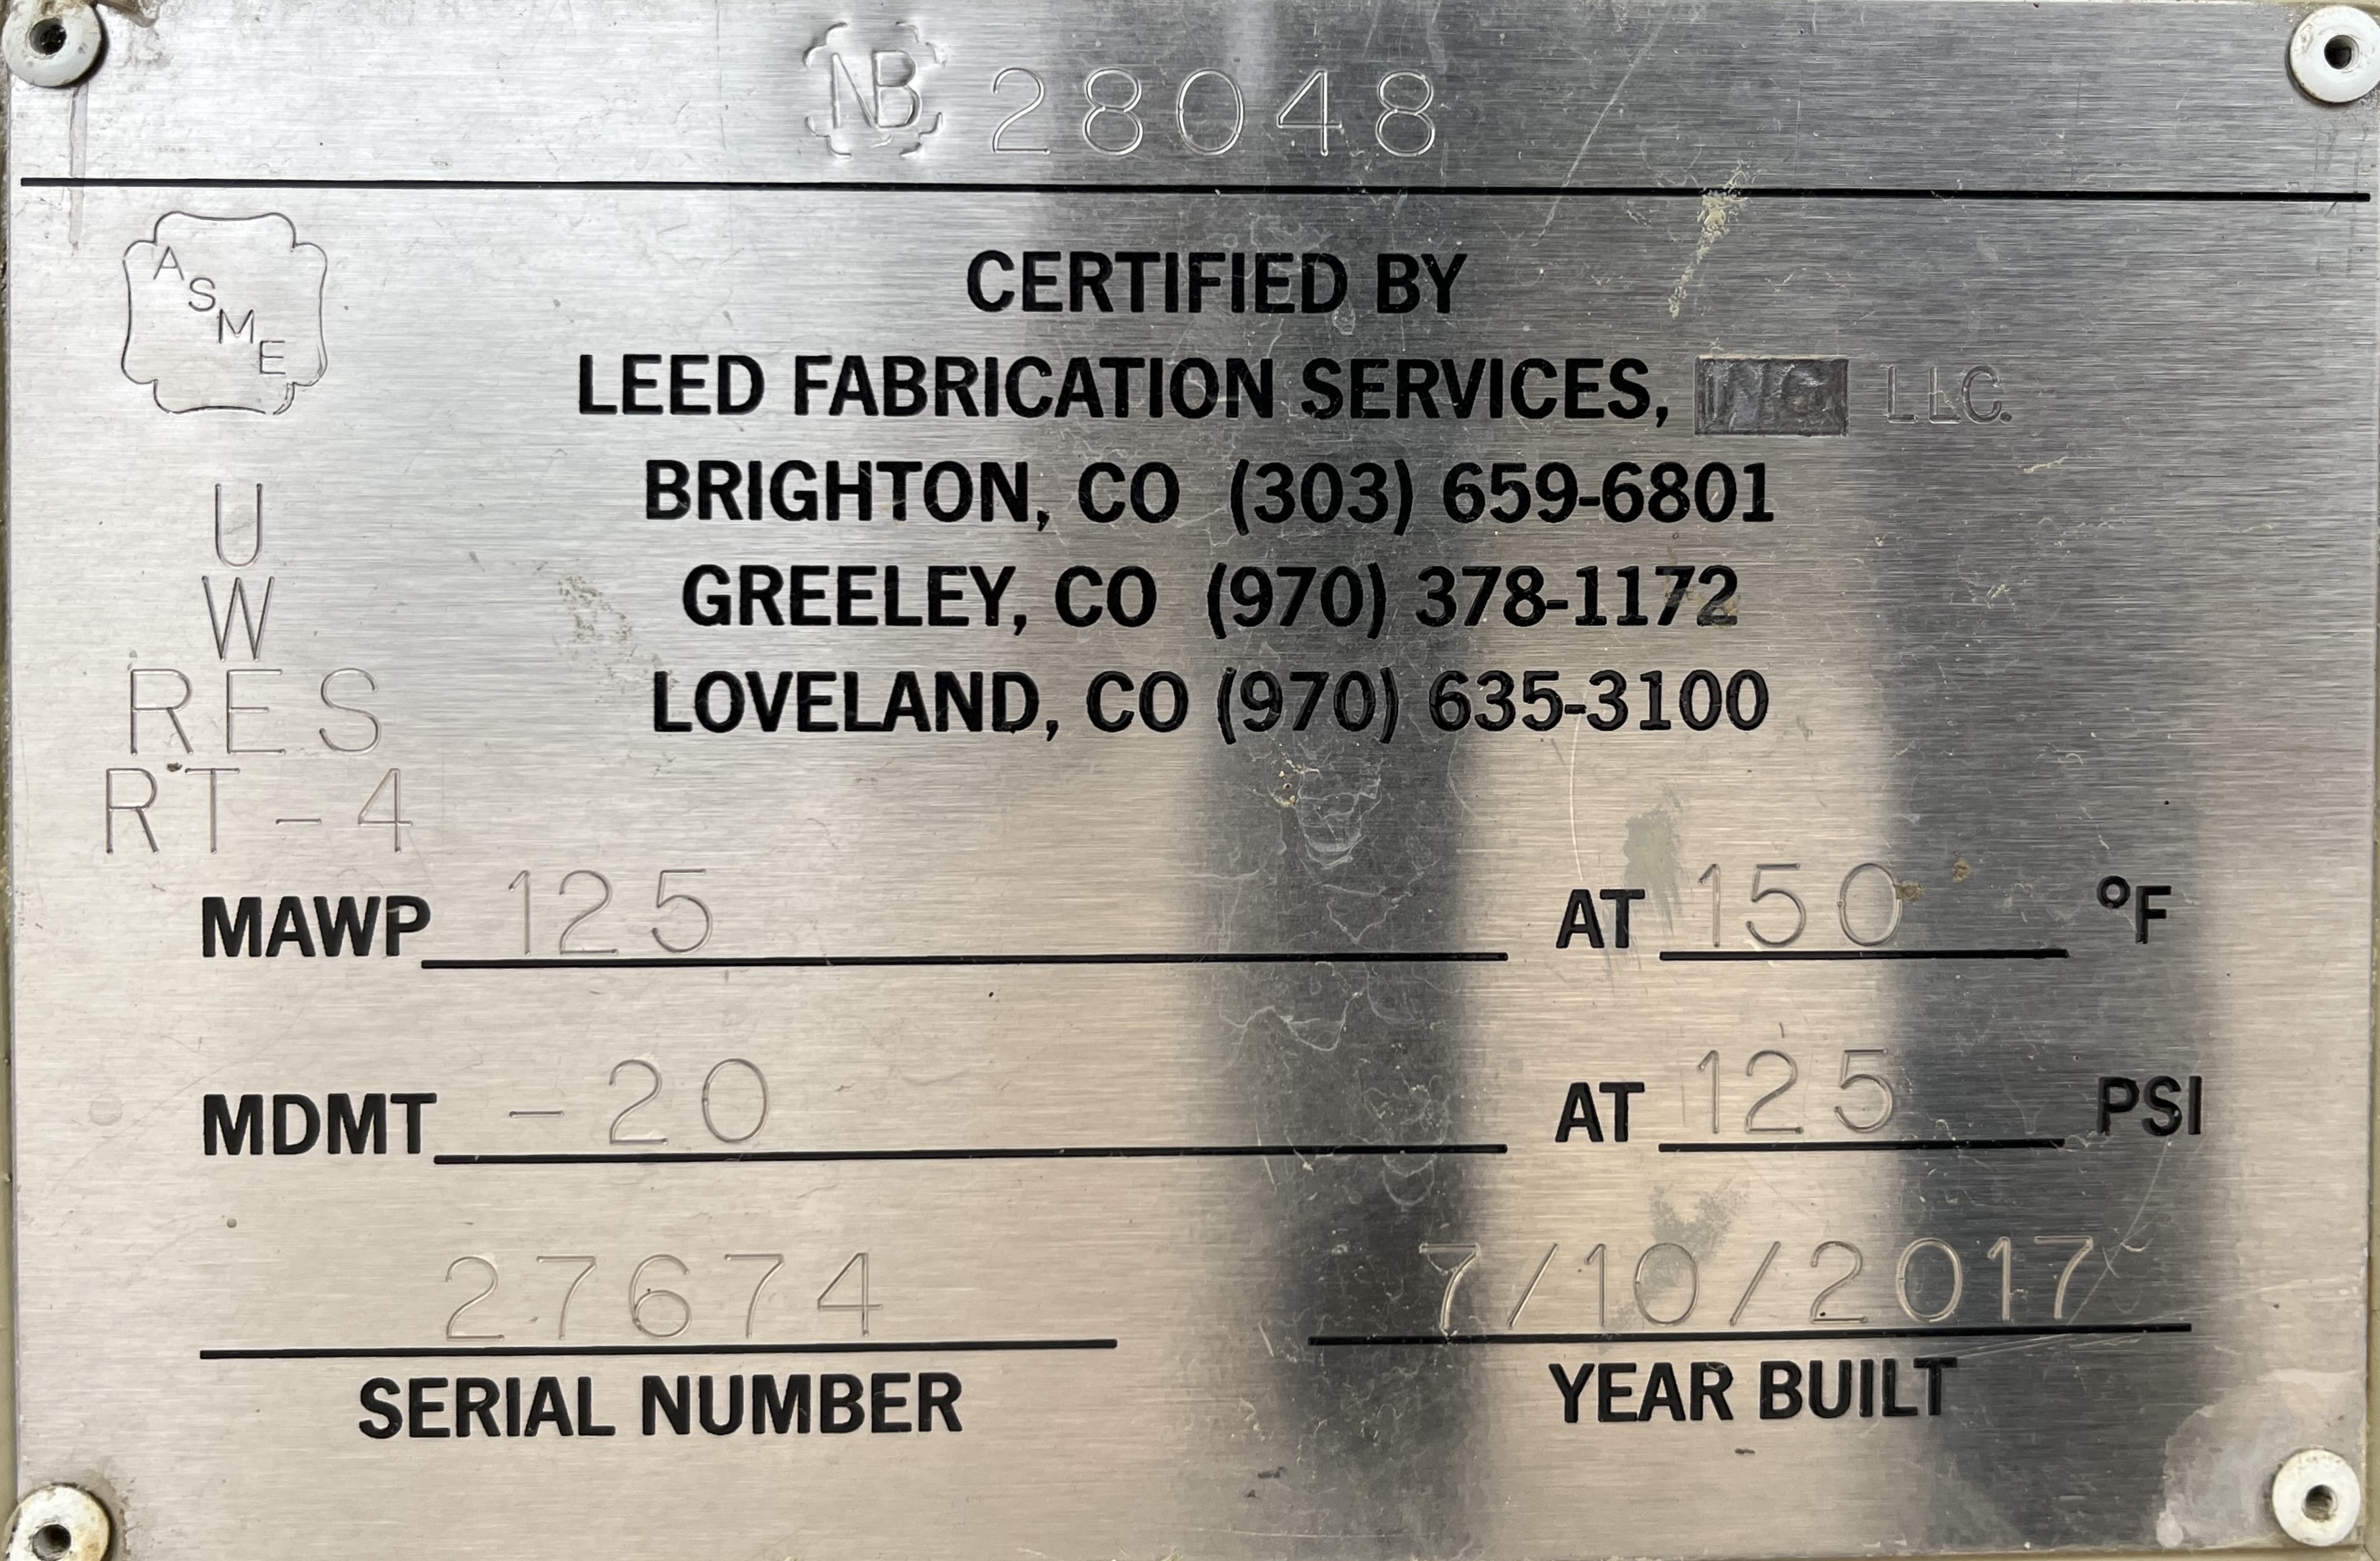 NB 28048
ASME
CERTIFIED BY
LEED FABRICATION SERVICES, INC. LLC.
BRIGHTON, CO (303) 659-6801
GREELEY, CO (970) 378-1172
LOVELAND, CO (970) 635-3100
U
W
RES
RT-4
MAWP 125 AT 150 °F
MDMT -20 AT 125 PSI
27674 7/10/2017
SERIAL NUMBER YEAR BUILT